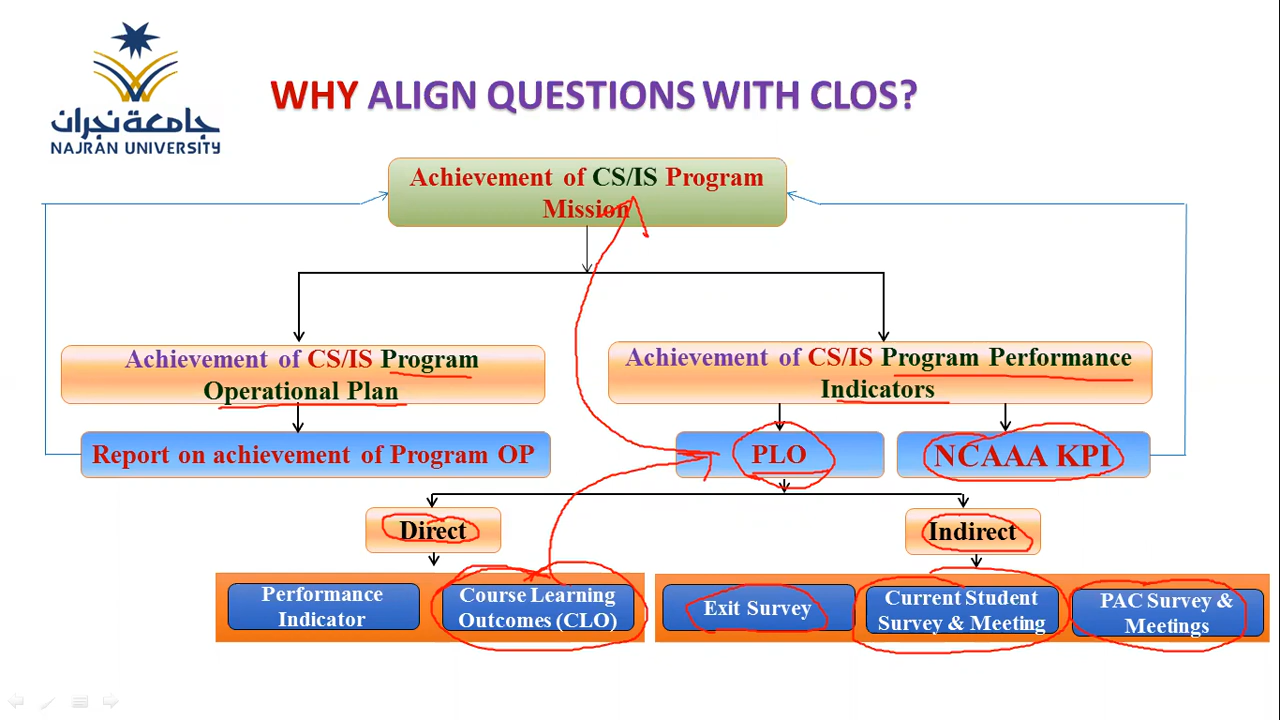 جامعة نجران
NAJRAN UNIVERSITY
WHY ALIGN QUESTIONS WITH CLOS?
Achievement of CS/IS Program
Mission
Achievement of CS/IS Program
Operational Plan
Achievement of CS/IS Program Performance
Indicators
Report on achievement of Program OP
PLO
NCAAA KPI
Direct
Indirect
Performance
Indicator
Course Learning
Outcomes (CLO)
Exit Survey
Current Student
Survey & Meeting
PAC Survey &
Meetings